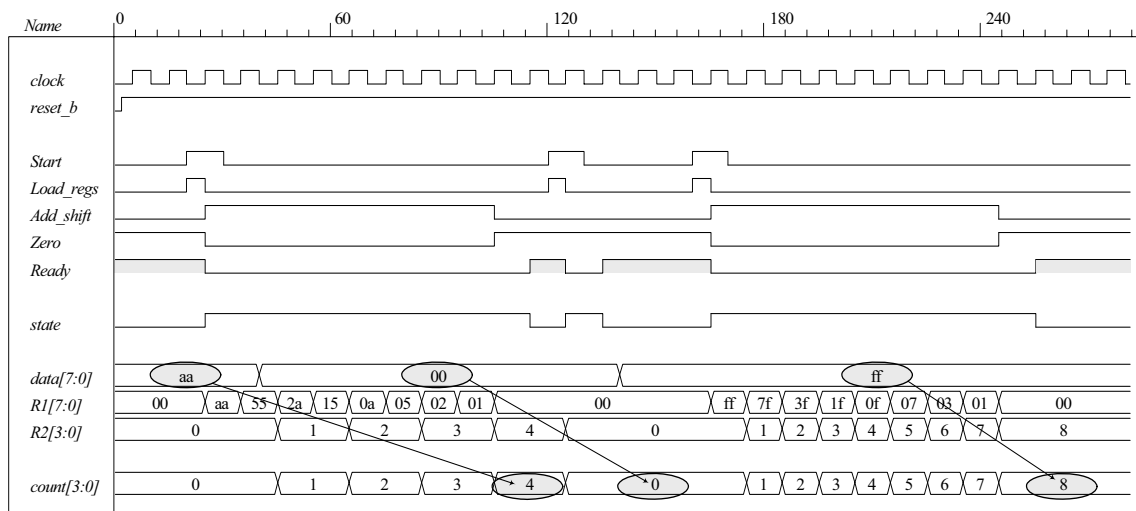 Name 0 60 120 180 240
clock
reset_b
Start
Load_regs
Add_shift
Zero
Ready
state
data[7:0] aa 00 ff
R1[7:0] 00 aa 55 2a 15 0a 05 02 01 00 ff 7f 3f 1f 0f 07 03 01 00
R2[3:0] 0 1 2 3 4 0 1 2 3 4 5 6 7 8
count[3:0] 0 1 2 3 4 0 1 2 3 4 5 6 7 8